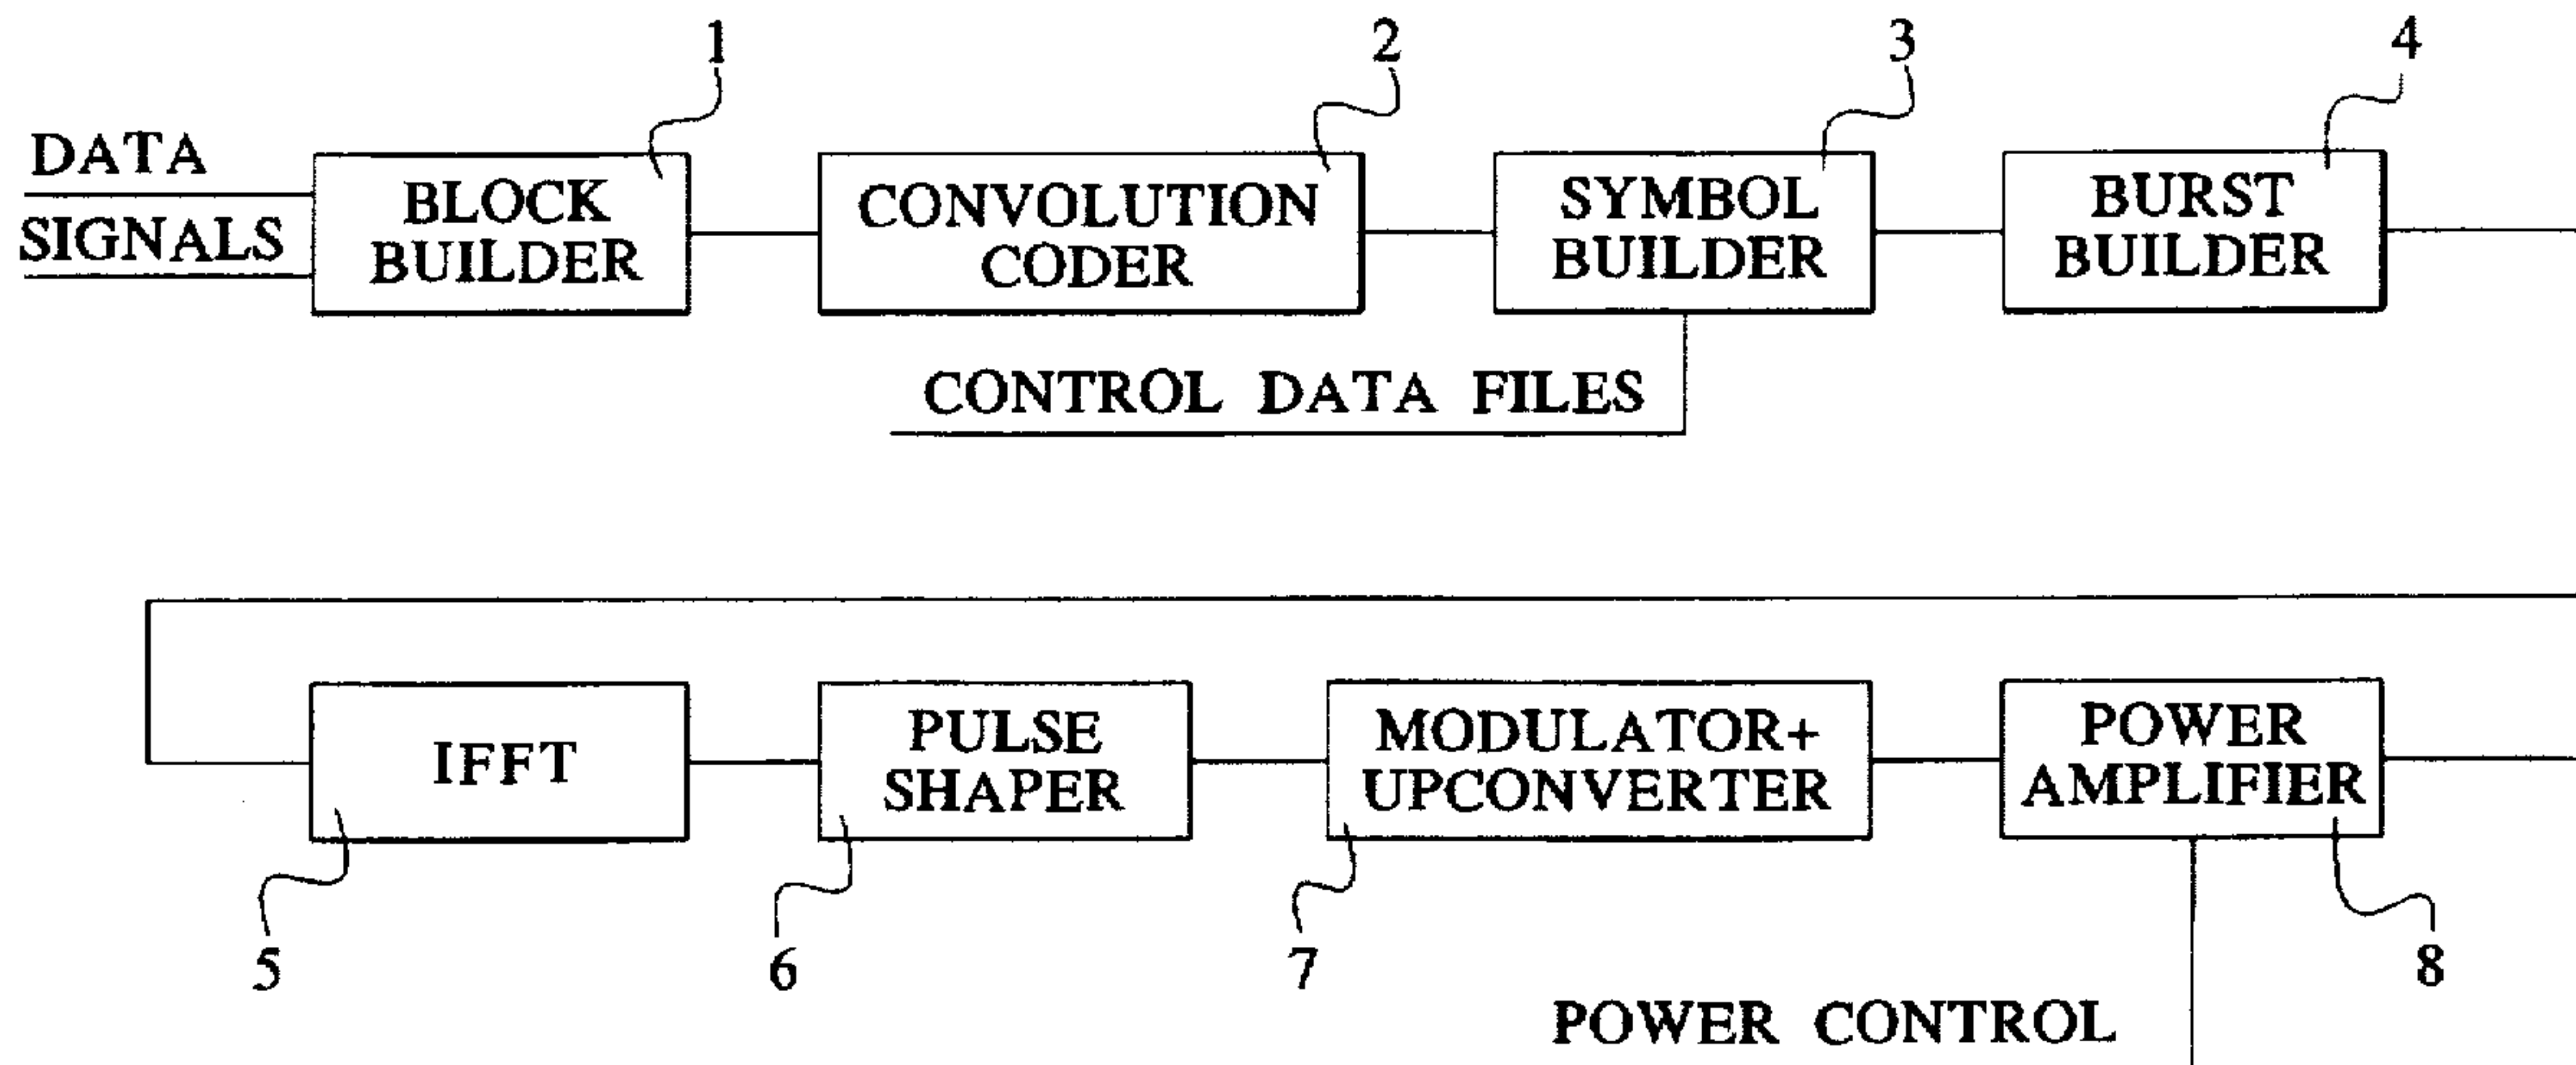 1
2
3
4
DATA
SIGNALS
BLOCK
BUILDER
CONVOLUTION
CODER
SYMBOL
BUILDER
BURST
BUILDER
CONTROL DATA FILES
IFFT
PULSE
SHAPER
MODULATOR+
UPCONVERTER
POWER
AMPLIFIER
5
6
7
8
POWER CONTROL